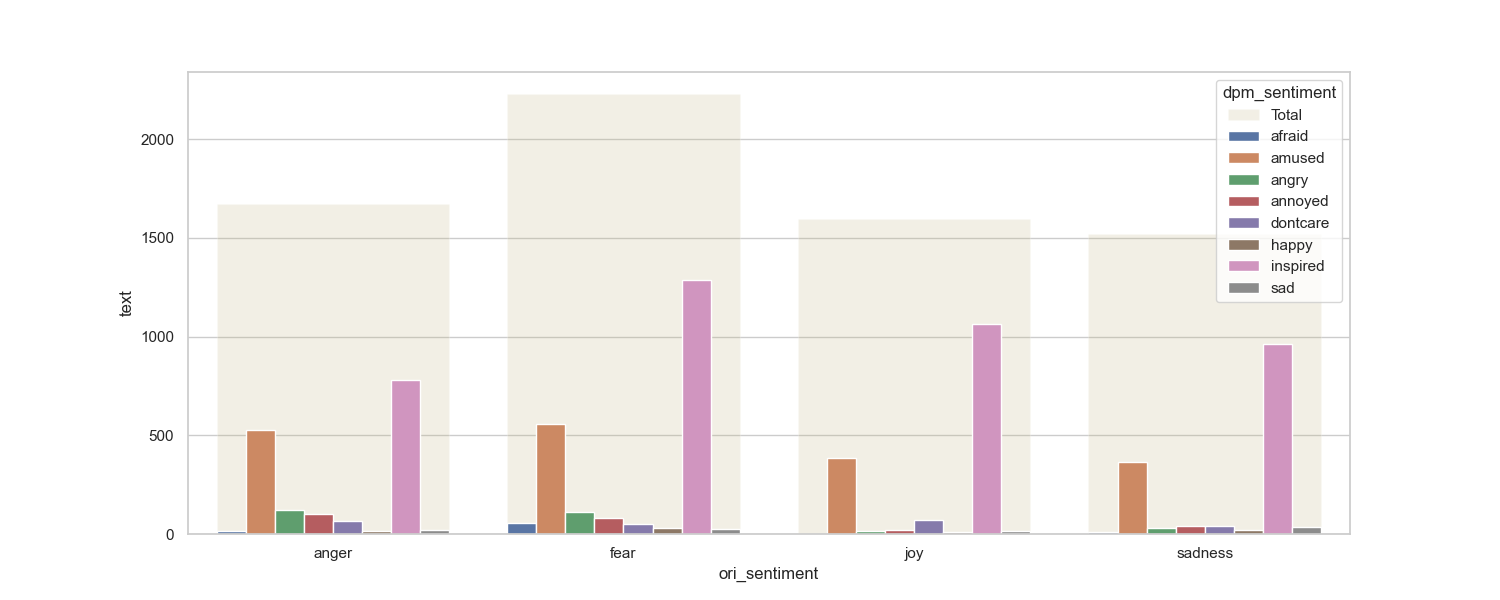 dpm_sentiment
Total
afraid
amused
angry
annoyed
dontcare
happy
inspired
sad
2000
1500
1000
500
0
text
anger
fear
joy
sadness
ori_sentiment